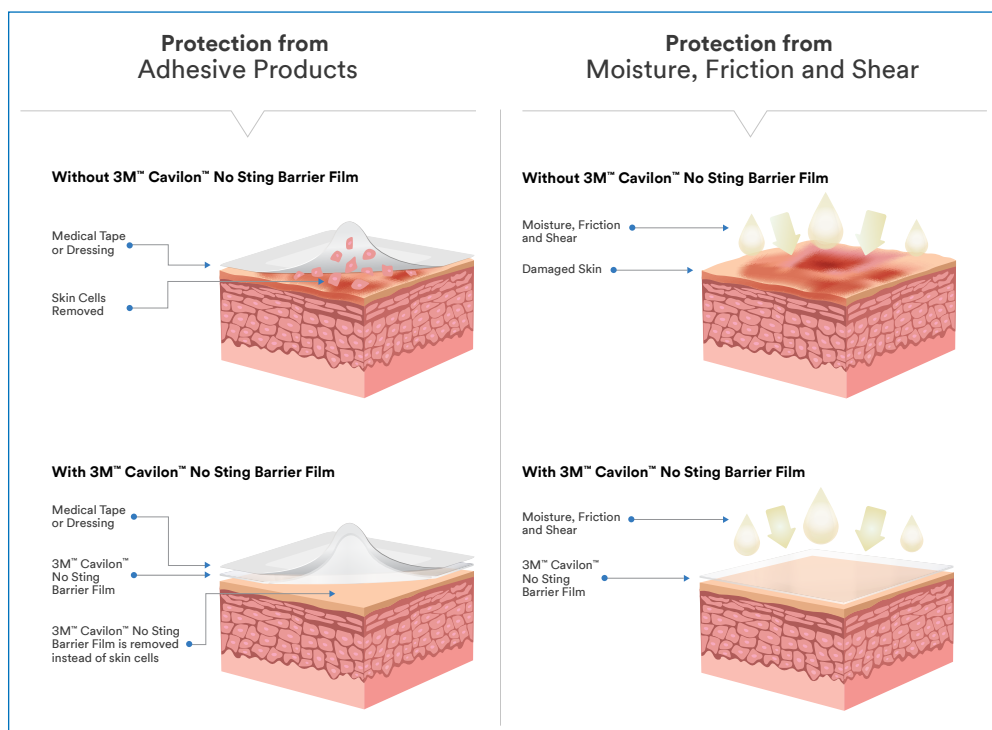 Protection from
Adhesive Products
Without 3M™ Cavilon™ No Sting Barrier Film
Medical Tape
or Dressing
Skin Cells
Removed
With 3M™ Cavilon™ No Sting Barrier Film
Medical Tape
or Dressing
3M™ Cavilon™
No Sting
Barrier Film
3M™ Cavilon™ No Sting
Barrier Film is removed
instead of skin cells
Protection from
Moisture, Friction and Shear
Without 3M™ Cavilon™ No Sting Barrier Film
Moisture, Friction
and Shear
Damaged Skin
With 3M™ Cavilon™ No Sting Barrier Film
Moisture, Friction
and Shear
3M™ Cavilon™
No Sting
Barrier Film